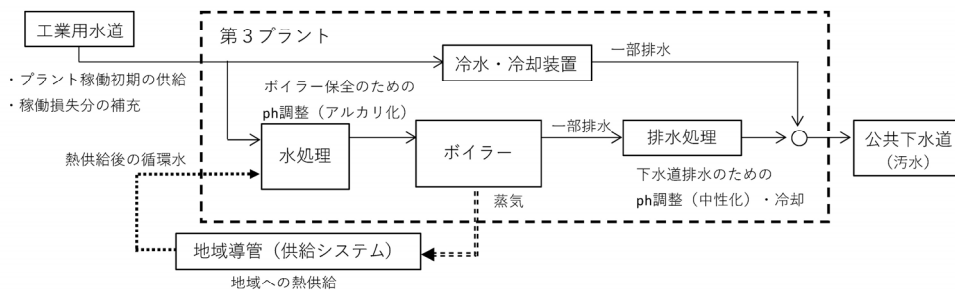 工業用水道
第3プラント
一部排水
冷水・冷却装置
・プラント稼働初期の供給
・稼働損失分の補充
ボイラー保全のための
ph調整（アルカリ化）
一部排水
水処理
ボイラー
排水処理
公共下水道
（汚水）
熱供給後の循環水
下水道排水のための
ph調整（中性化）・冷却
蒸気
地域導管（供給システム）
地域への熱供給